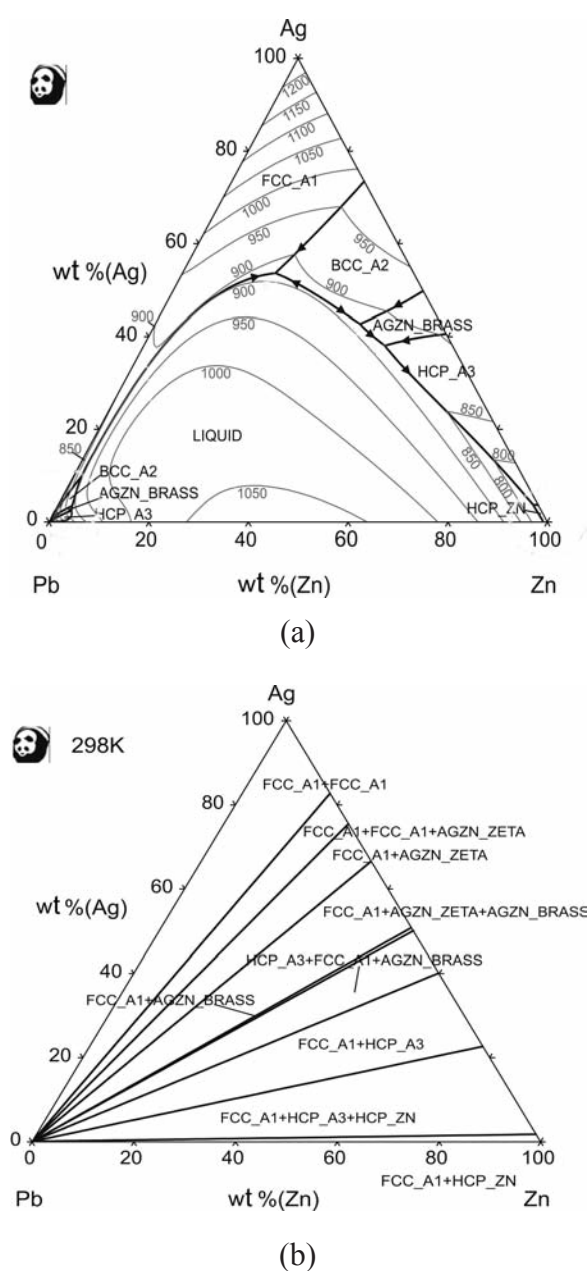 Ag
100
1200
1150
1100
80
1050
FCC_A1
1000
950
60
950
wt %(Ag)
900
BCC_A2
900
900
900
40
950
AGZN_BRASS
1000
HCP_A3
20
LIQUID
850
850
850
800
BCC_A2
800
AGZN_BRASS
1050
HCP_A3
HCP_ZN
0
0 20 40 60 80 100
Pb wt %(Zn) Zn
(a)
Ag
100
298K
80
FCC_A1+FCC_A1
FCC_A1+FCC_A1+AGZN_ZETA
FCC_A1+AGZN_ZETA
60
wt %(Ag)
FCC_A1+AGZN_ZETA+AGZN_BRASS
HCP_A3+FCC_A1+AGZN_BRASS
40
FCC_A1+AGZN_BRASS
FCC_A1+HCP_A3
20
FCC_A1+HCP_A3+HCP_ZN
0
0 20 40 60 80 100
FCC_A1+HCP_ZN
Pb wt %(Zn) Zn
(b)